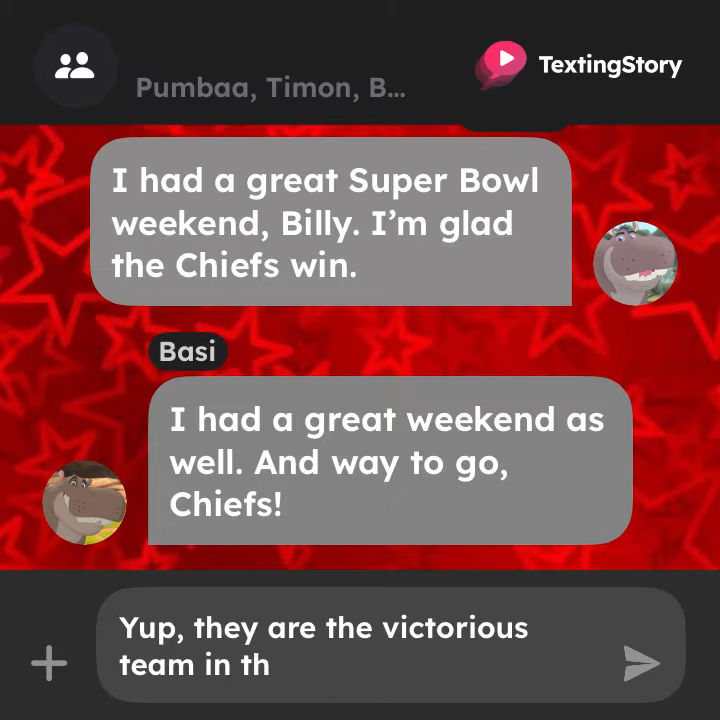 Pumbaa, Timon, B...
TextingStory
I had a great Super Bowl
weekend, Billy. I’m glad
the Chiefs win.
Basi
I had a great weekend as
well. And way to go,
Chiefs!
Yup, they are the victorious
team in th